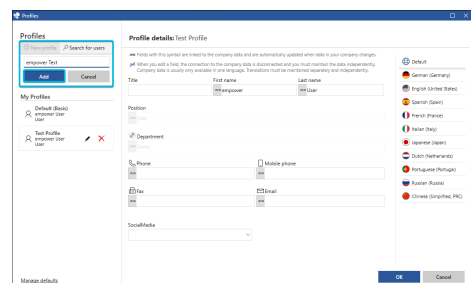 Profiles
Profiles
New profile
Search for users
empower Test
Add
Cancel
My Profiles
Default (Basic)
empower User
User
Test Profile
empower User
User
Manage defaults
Profile details: Test Profile
Fields with this symbol are linked to the company data and are automatically updated when data in your company changes.
When you edit a field, the connection to the company data is disconnected and you must maintain the data independently.
Company data is usually only available in one language. Translations must be maintained separately and independently.
Title
First name
Last name
empower
User
Position
User
Department
Phone
Mobile phone
Fax
Email
SocialMedia
Default
German (Germany)
English (United States)
Spanish (Spain)
French (France)
Italian (Italy)
Japanese (Japan)
Dutch (Netherlands)
Portuguese (Portugal)
Russian (Russia)
Chinese (Simplified, PRC)
OK
Cancel